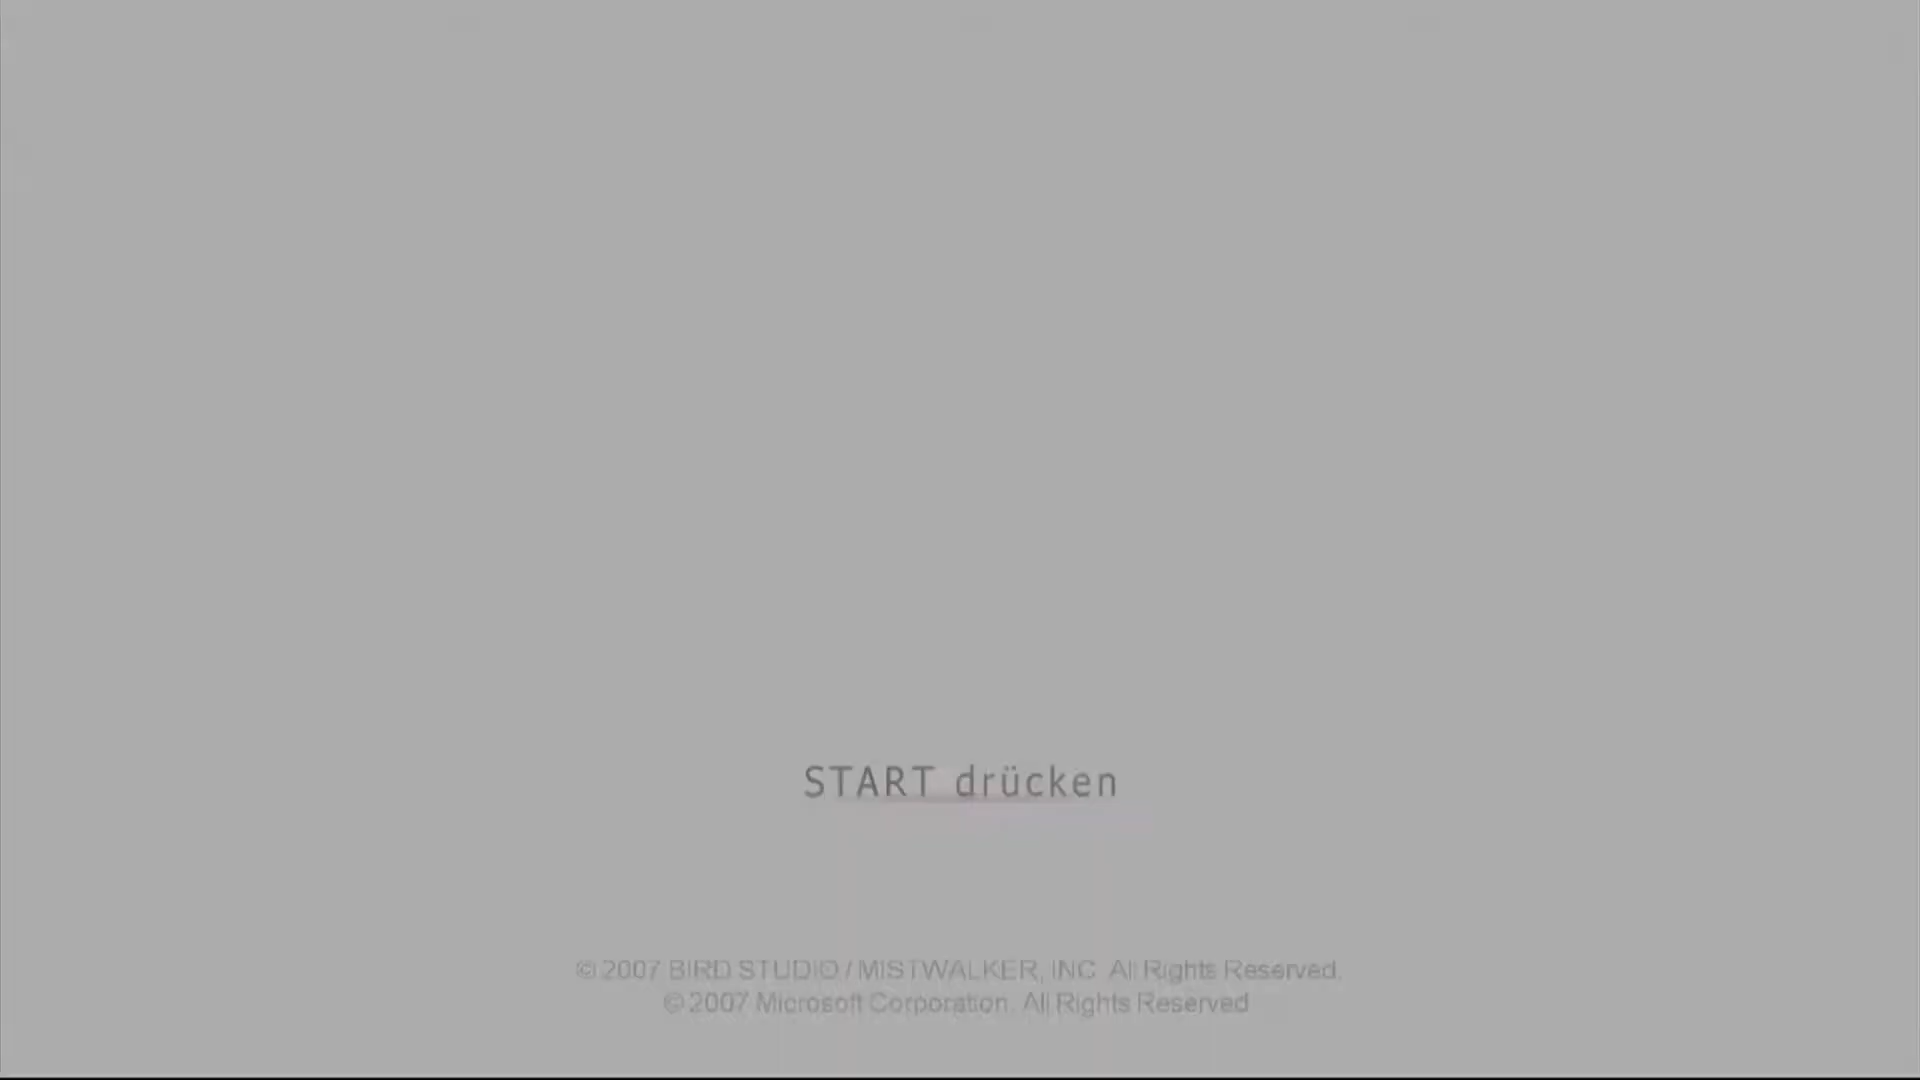 START drücken
© 2007 BIRD STUDIO / MISTWALKER, INC. All Rights Reserved.
© 2007 Microsoft Corporation. All Rights Reserved